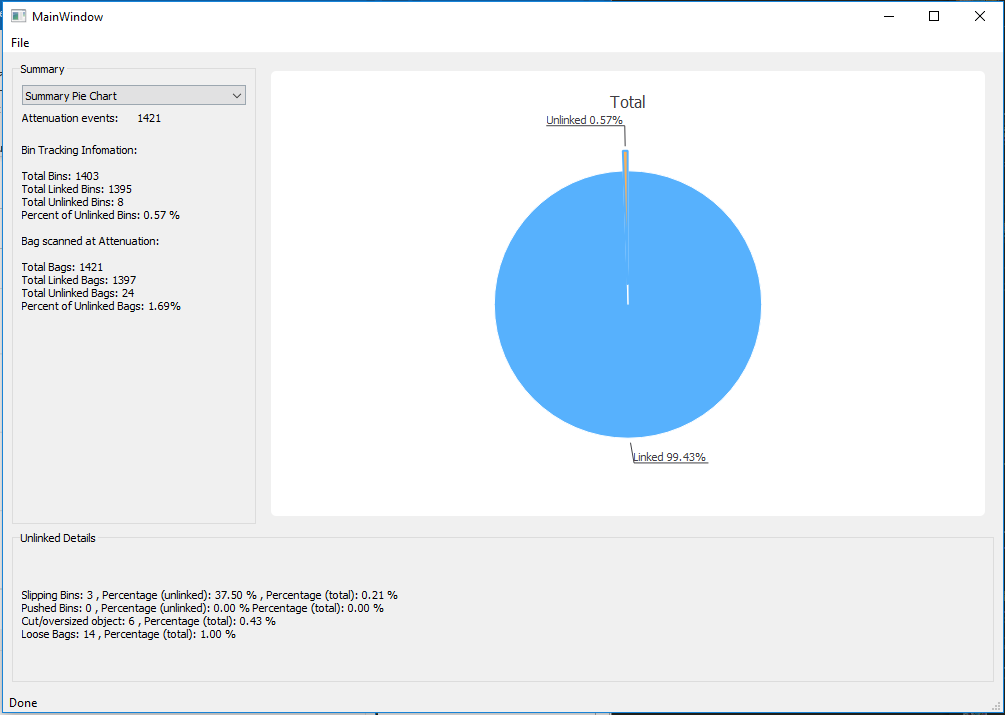 MainWindow
File
Summary
Summary Pie Chart
Attenuation events: 1421
Bin Tracking Infomation:
Total Bins: 1403
Total Linked Bins: 1395
Total Unlinked Bins: 8
Percent of Unlinked Bins: 0.57 %
Bag scanned at Attenuation:
Total Bags: 1421
Total Linked Bags: 1397
Total Unlinked Bags: 24
Percent of Unlinked Bags: 1.69%
Total
Unlinked 0.57%
Linked 99.43%
Unlinked Details
Slipping Bins: 3 , Percentage (unlinked): 37.50 % , Percentage (total): 0.21 %
Pushed Bins: 0 , Percentage (unlinked): 0.00 % Percentage (total): 0.00 %
Cut/oversized object: 6 , Percentage (total): 0.43 %
Loose Bags: 14 , Percentage (total): 1.00 %
Done